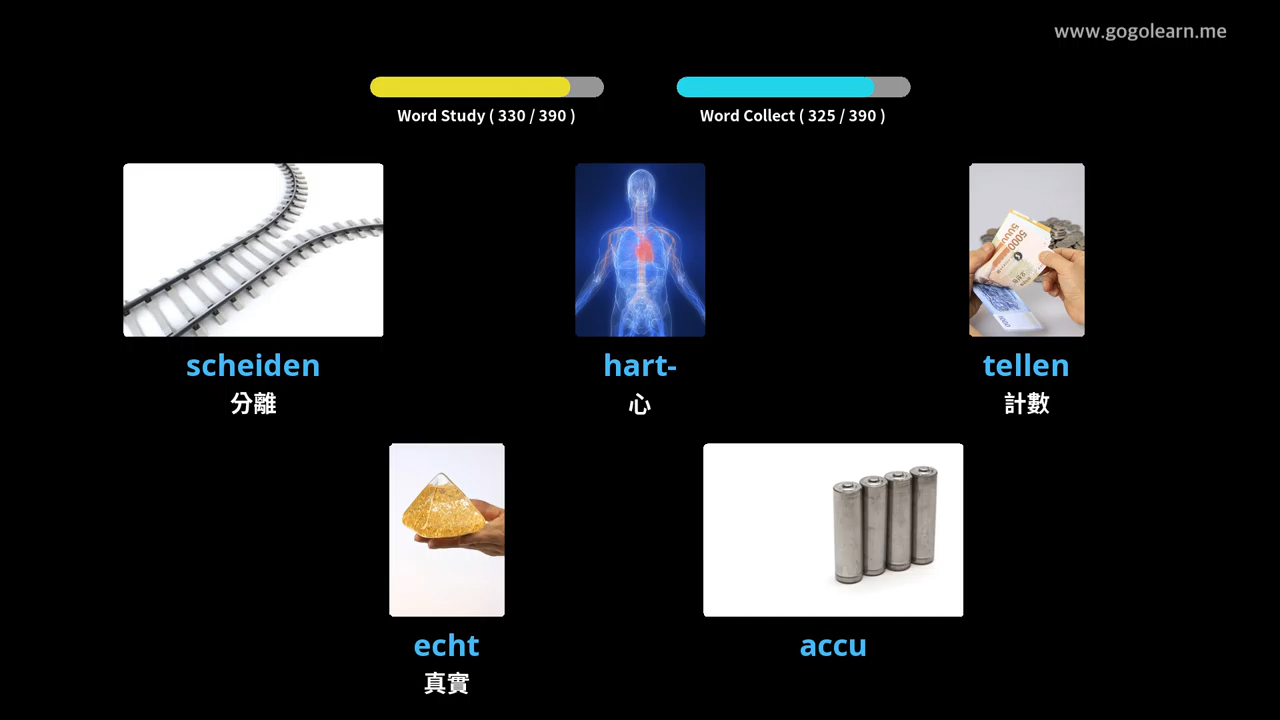 www.gogolearn.me
Word Study ( 330 / 390 )
Word Collect ( 325 / 390 )
scheiden
分離
hart-
心
tellen
計數
echt
真實
accu